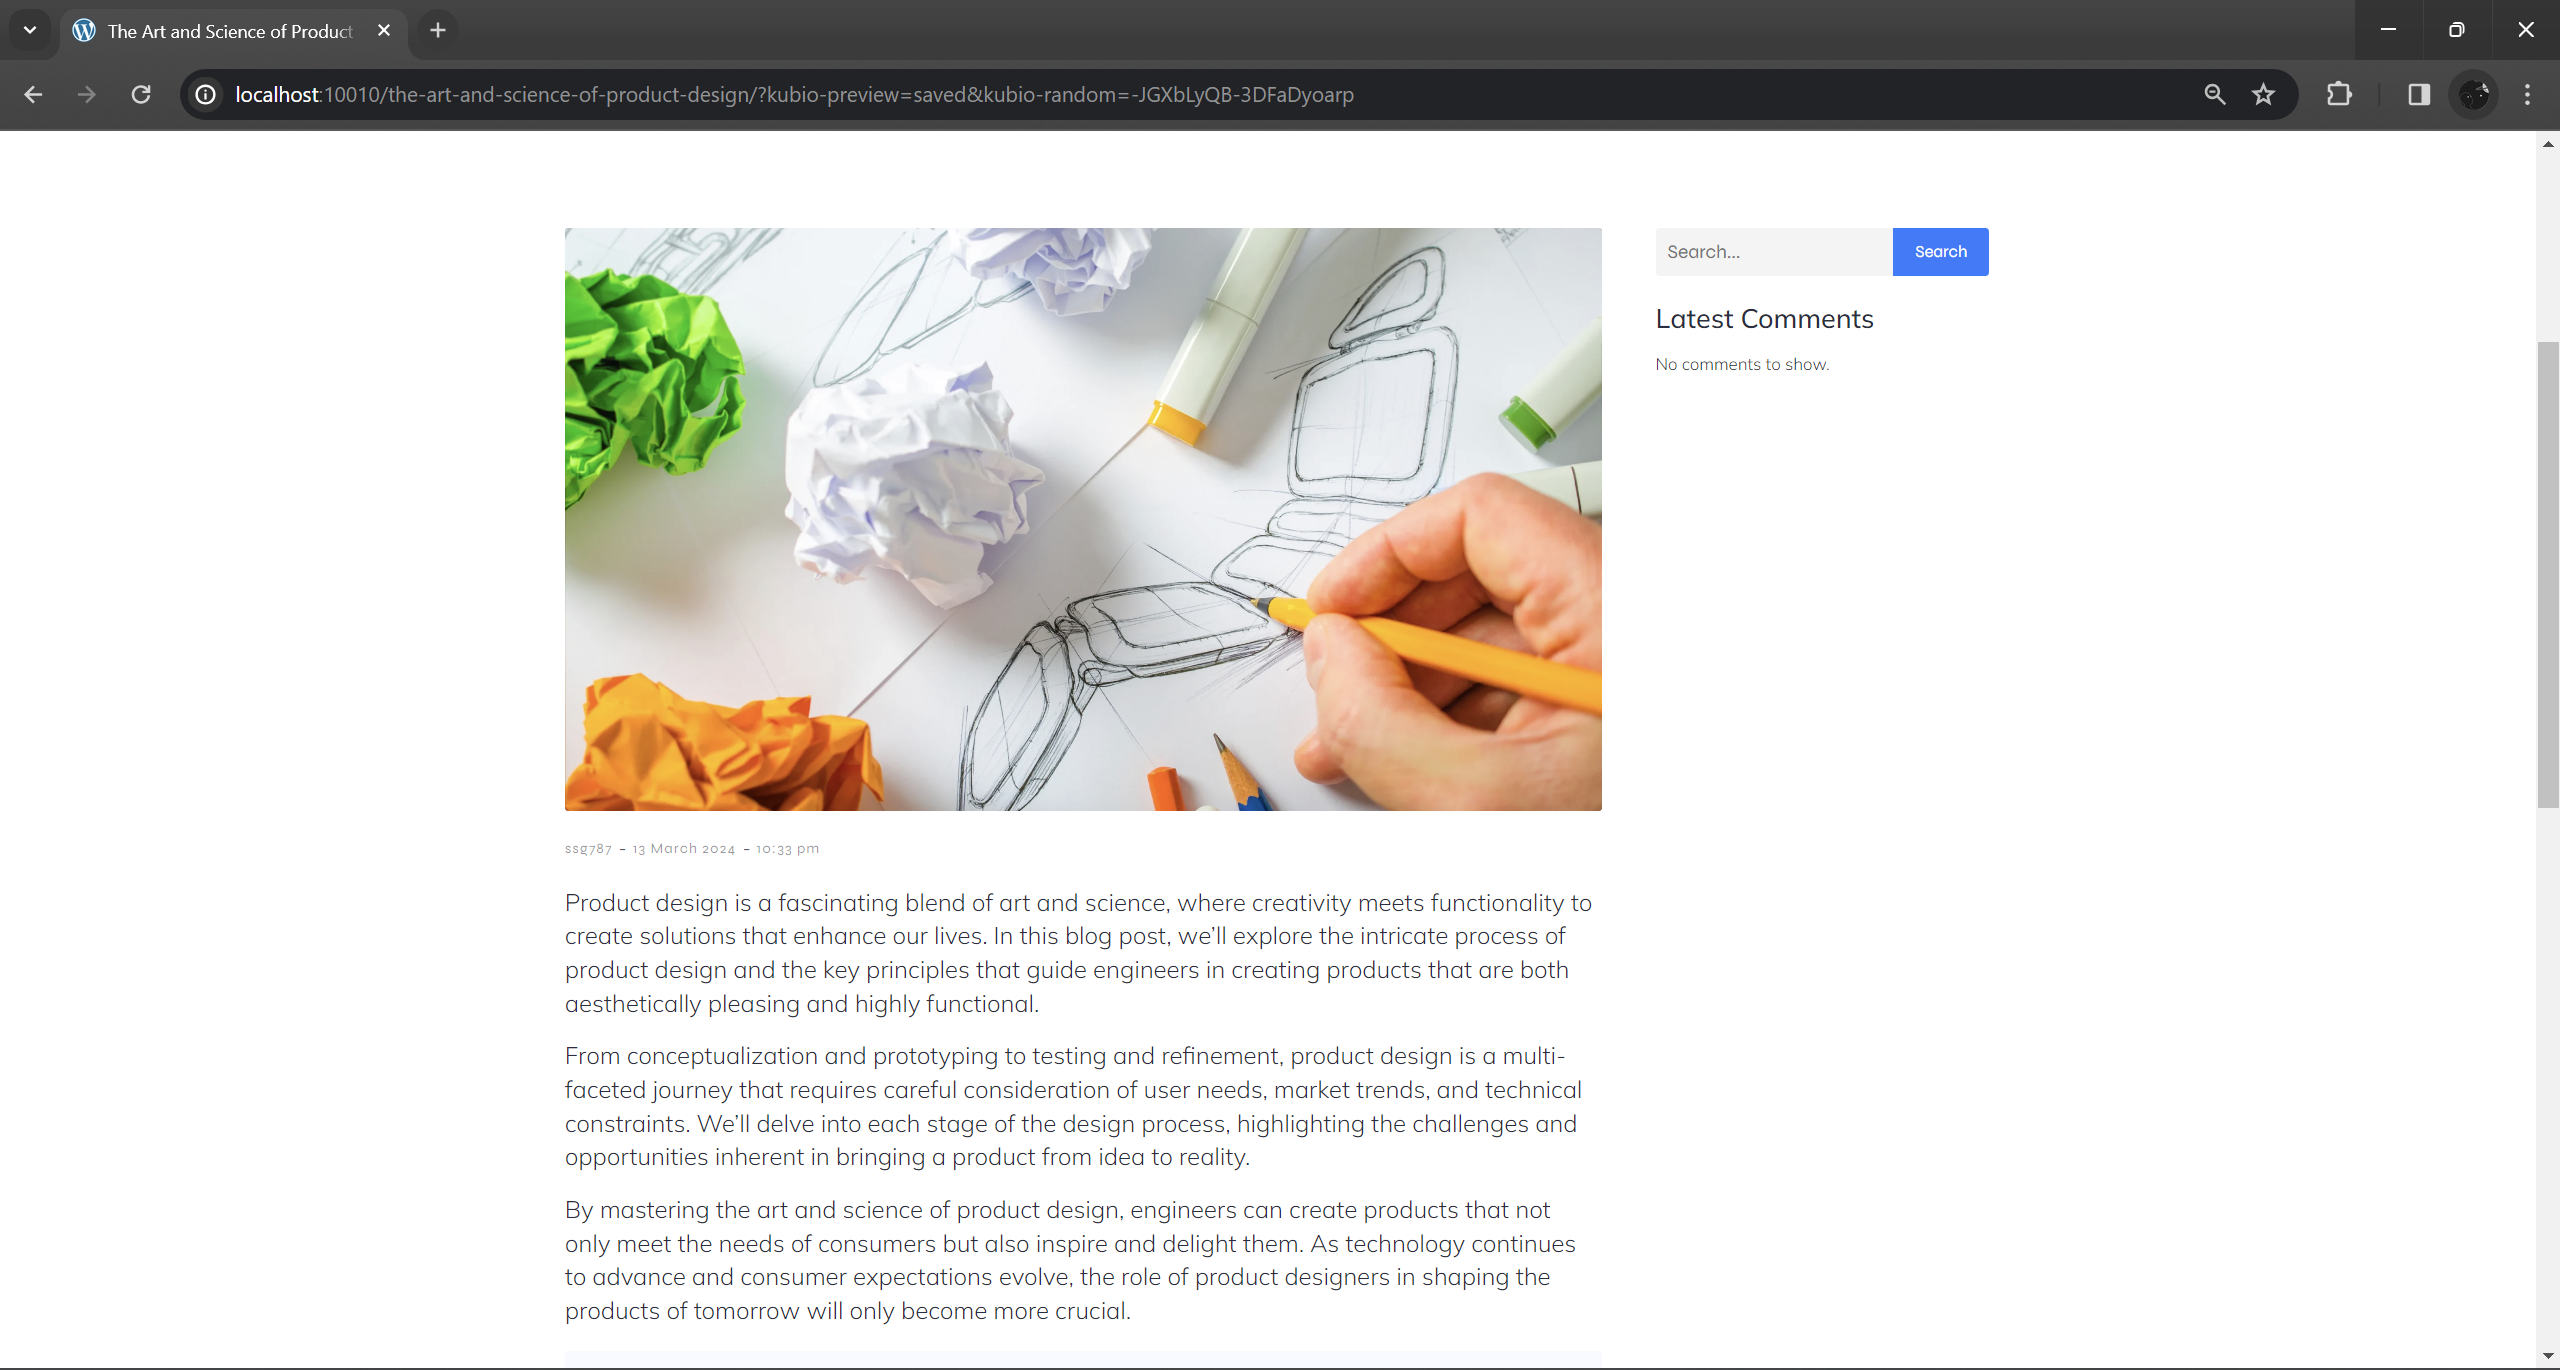 The Art and Science of Product
localhost:10010/the-art-and-science-of-product-design/?kubio-preview=saved&kubio-random=-JGXbLyQB-3DFaDyoarp
Search...
Search
Latest Comments
No comments to show.
ssg787 - 13 March 2024 - 10:33 pm
Product design is a fascinating blend of art and science, where creativity meets functionality to
create solutions that enhance our lives. In this blog post, we’ll explore the intricate process of
product design and the key principles that guide engineers in creating products that are both
aesthetically pleasing and highly functional.
From conceptualization and prototyping to testing and refinement, product design is a multi-
faceted journey that requires careful consideration of user needs, market trends, and technical
constraints. We’ll delve into each stage of the design process, highlighting the challenges and
opportunities inherent in bringing a product from idea to reality.
By mastering the art and science of product design, engineers can create products that not
only meet the needs of consumers but also inspire and delight them. As technology continues
to advance and consumer expectations evolve, the role of product designers in shaping the
products of tomorrow will only become more crucial.